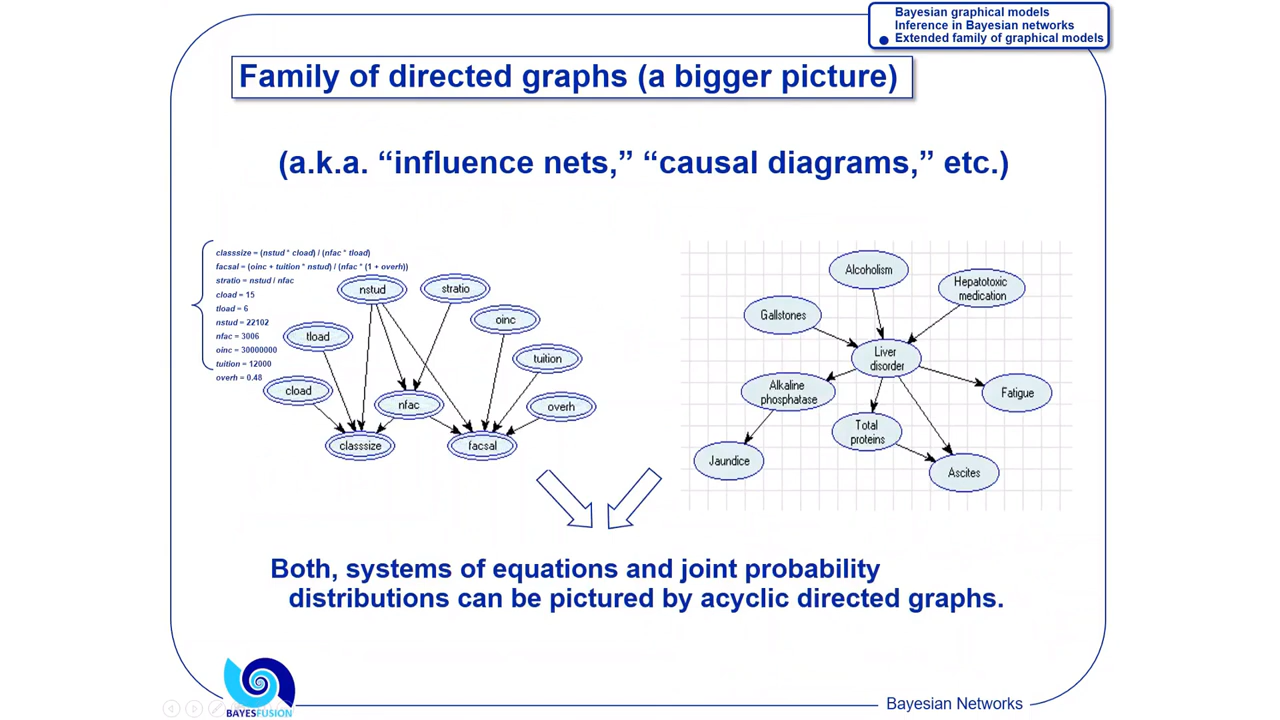 Bayesian graphical models
Inference in Bayesian networks
Extended family of graphical models
Family of directed graphs (a bigger picture)
(a.k.a. “influence nets,” “causal diagrams,” etc.)
classsize = (nstud * cload) / (nfac * tload)
facsal = (oinc + tuition * nstud) / (nfac * (1 + overh))
stratio = nstud / nfac
cload = 15
tload = 6
nstud = 22102
nfac = 3006
oinc = 30000000
tuition = 12000
overh = 0.48
nstud
stratio
oinc
tload
tuition
cload
nfac
overh
classsize
facsal
Alcoholism
Hepatotoxic
medication
Gallstones
Liver
disorder
Alkaline
phosphatase
Fatigue
Total
proteins
Jaundice
Ascites
Both, systems of equations and joint probability
distributions can be pictured by acyclic directed graphs.
BAYESFUSION
Bayesian Networks